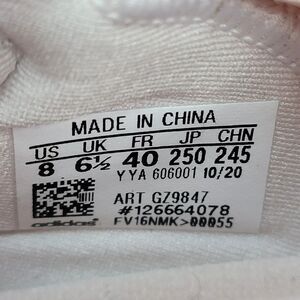 MADE IN CHINA
US UK FR JP CHN
8 6½ 40 250 245
YYA 606001 10/20
ART GZ9847
#126664078
adidas FV16NMK>00055